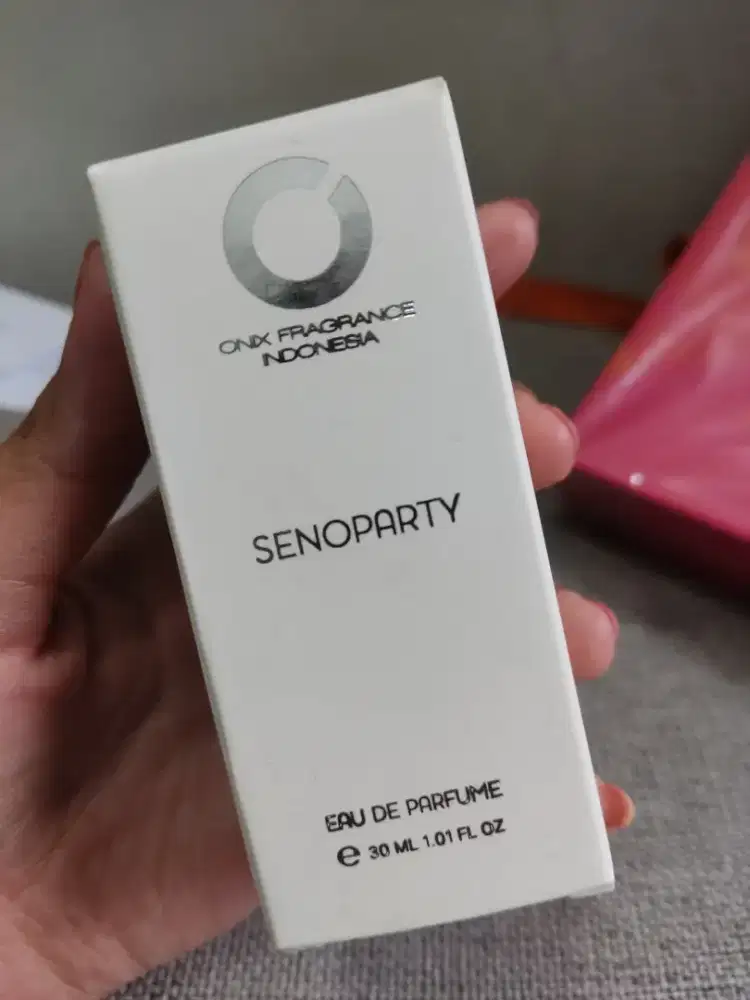 ONIX FRAGRANCE
INDONESIA
SENOPARTY
EAU DE PARFUME
℮ 30 ML 1.01 FL OZ